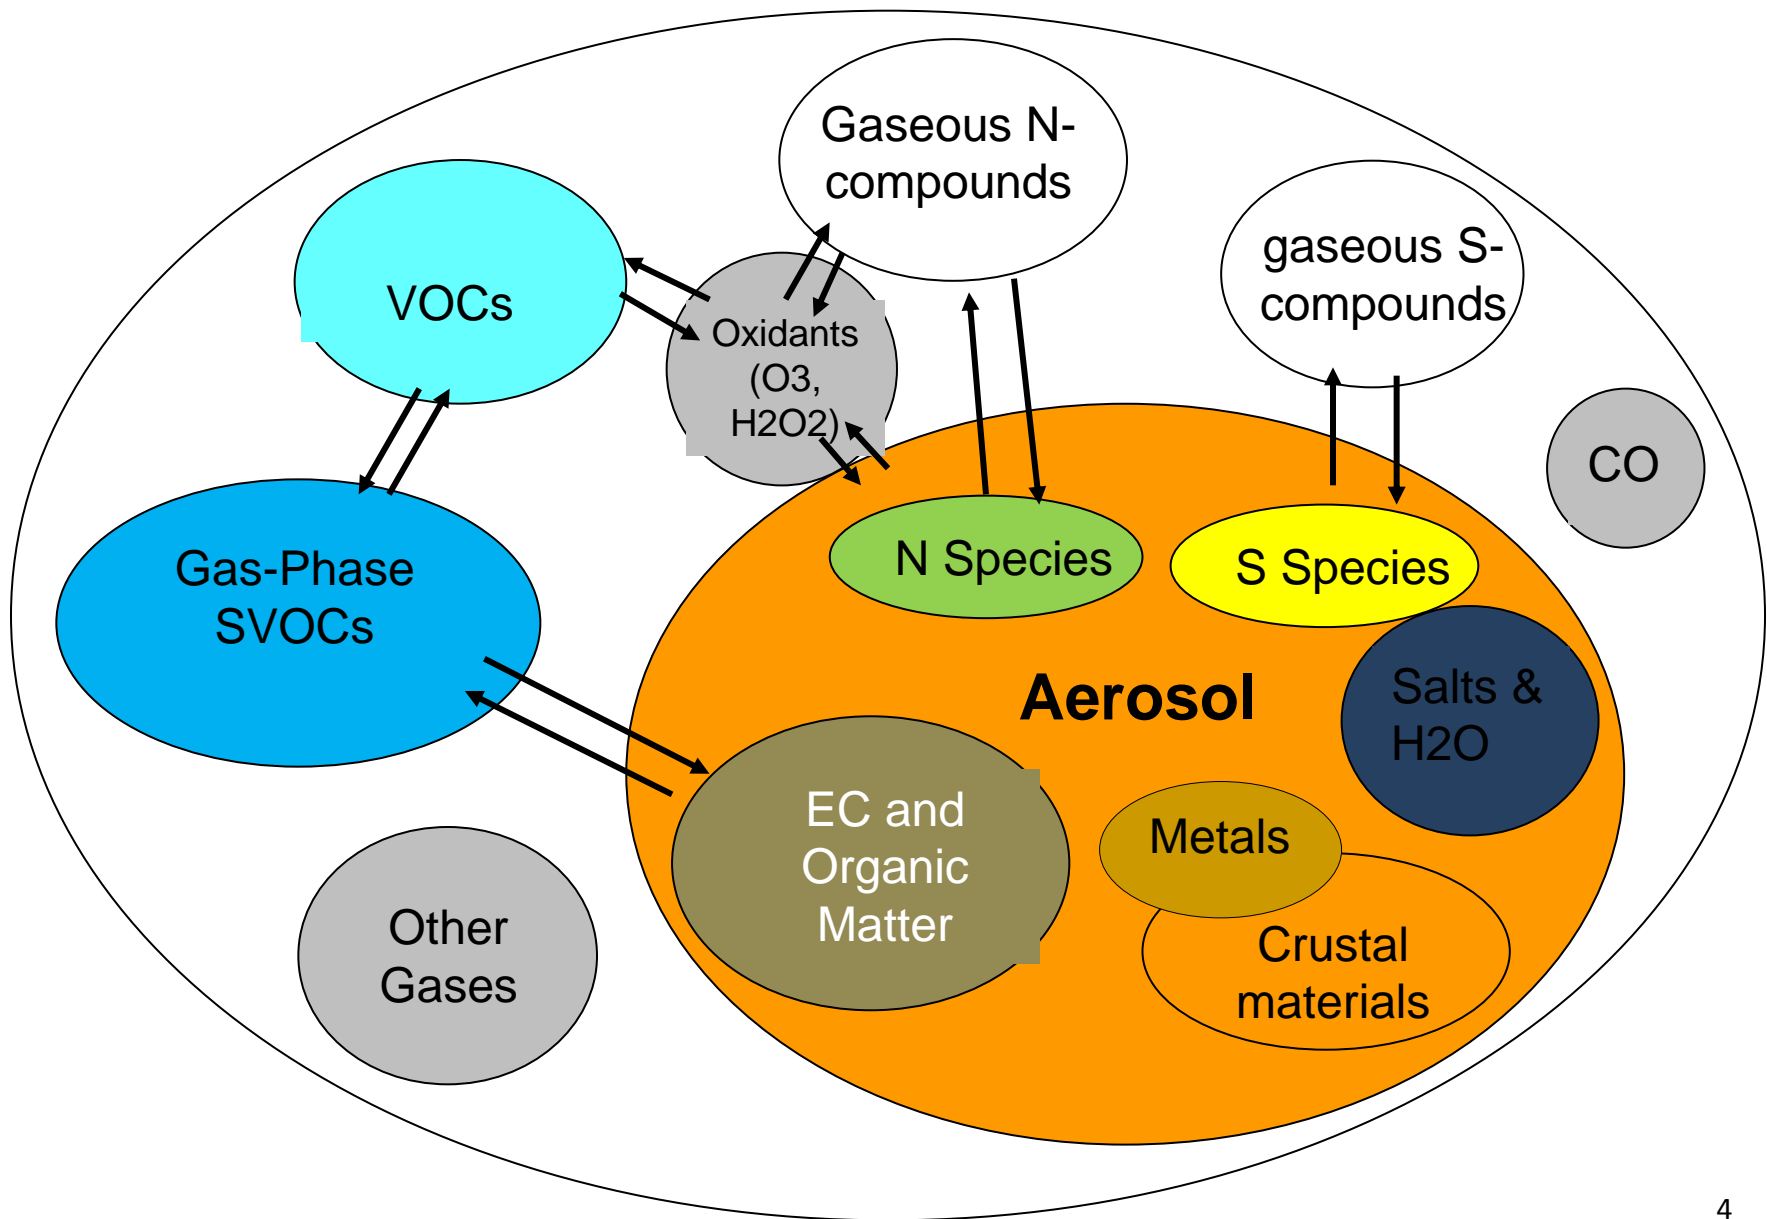 Gaseous N-
compounds
gaseous S-
compounds
VOCs
Oxidants
(O3,
H2O2)
CO
Gas-Phase
SVOCs
N Species
S Species
Aerosol
Salts &
H2O
EC and
Organic
Matter
Metals
Crustal
materials
Other
Gases
4